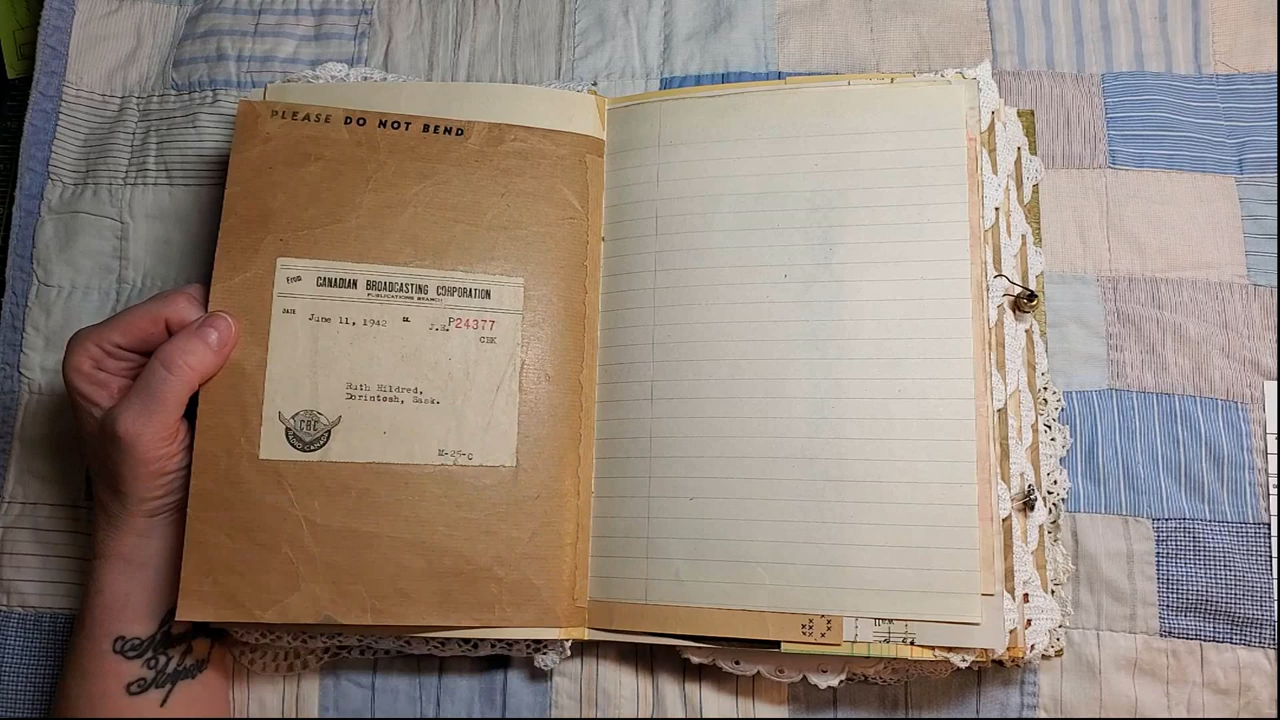 PLEASE DO NOT BEND
From CANADIAN BROADCASTING CORPORATION
PUBLICATIONS BRANCH
DATE June 11, 1942 P24377
J.H.
CBK
Ruth Hildred,
Dorintosh, Sask.
CBC
RADIO CANADA
M-25-C